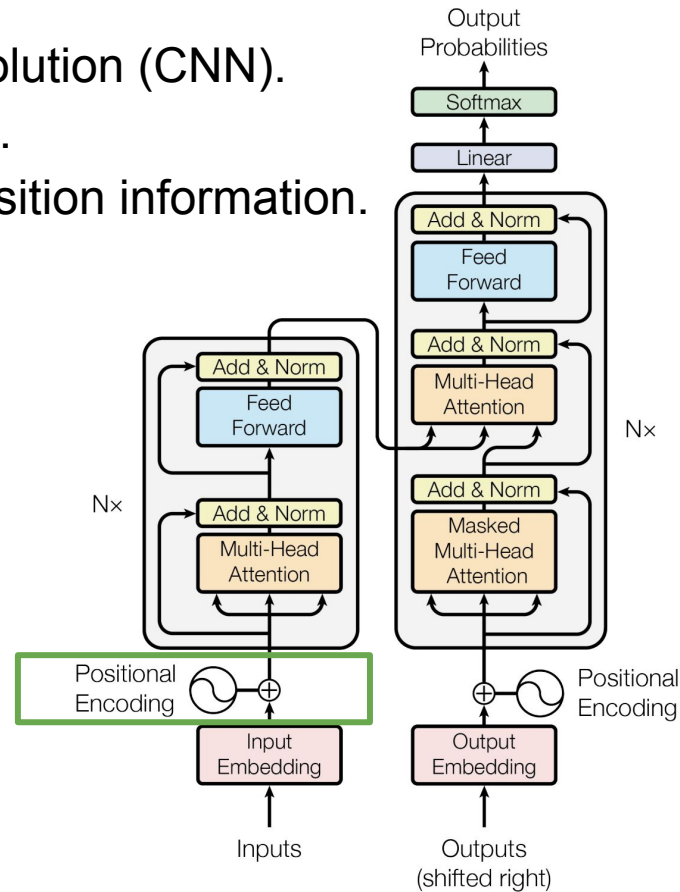 olution (CNN).
.
sition information.
Output
Probabilities
Softmax
Linear
Add & Norm
Feed
Forward
Add & Norm
Multi-Head
Attention
Nx
Add & Norm
Masked
Multi-Head
Attention
Add & Norm
Feed
Forward
Nx
Add & Norm
Multi-Head
Attention
Positional
Encoding
Positional
Encoding
Input
Embedding
Output
Embedding
Inputs
Outputs
(shifted right)